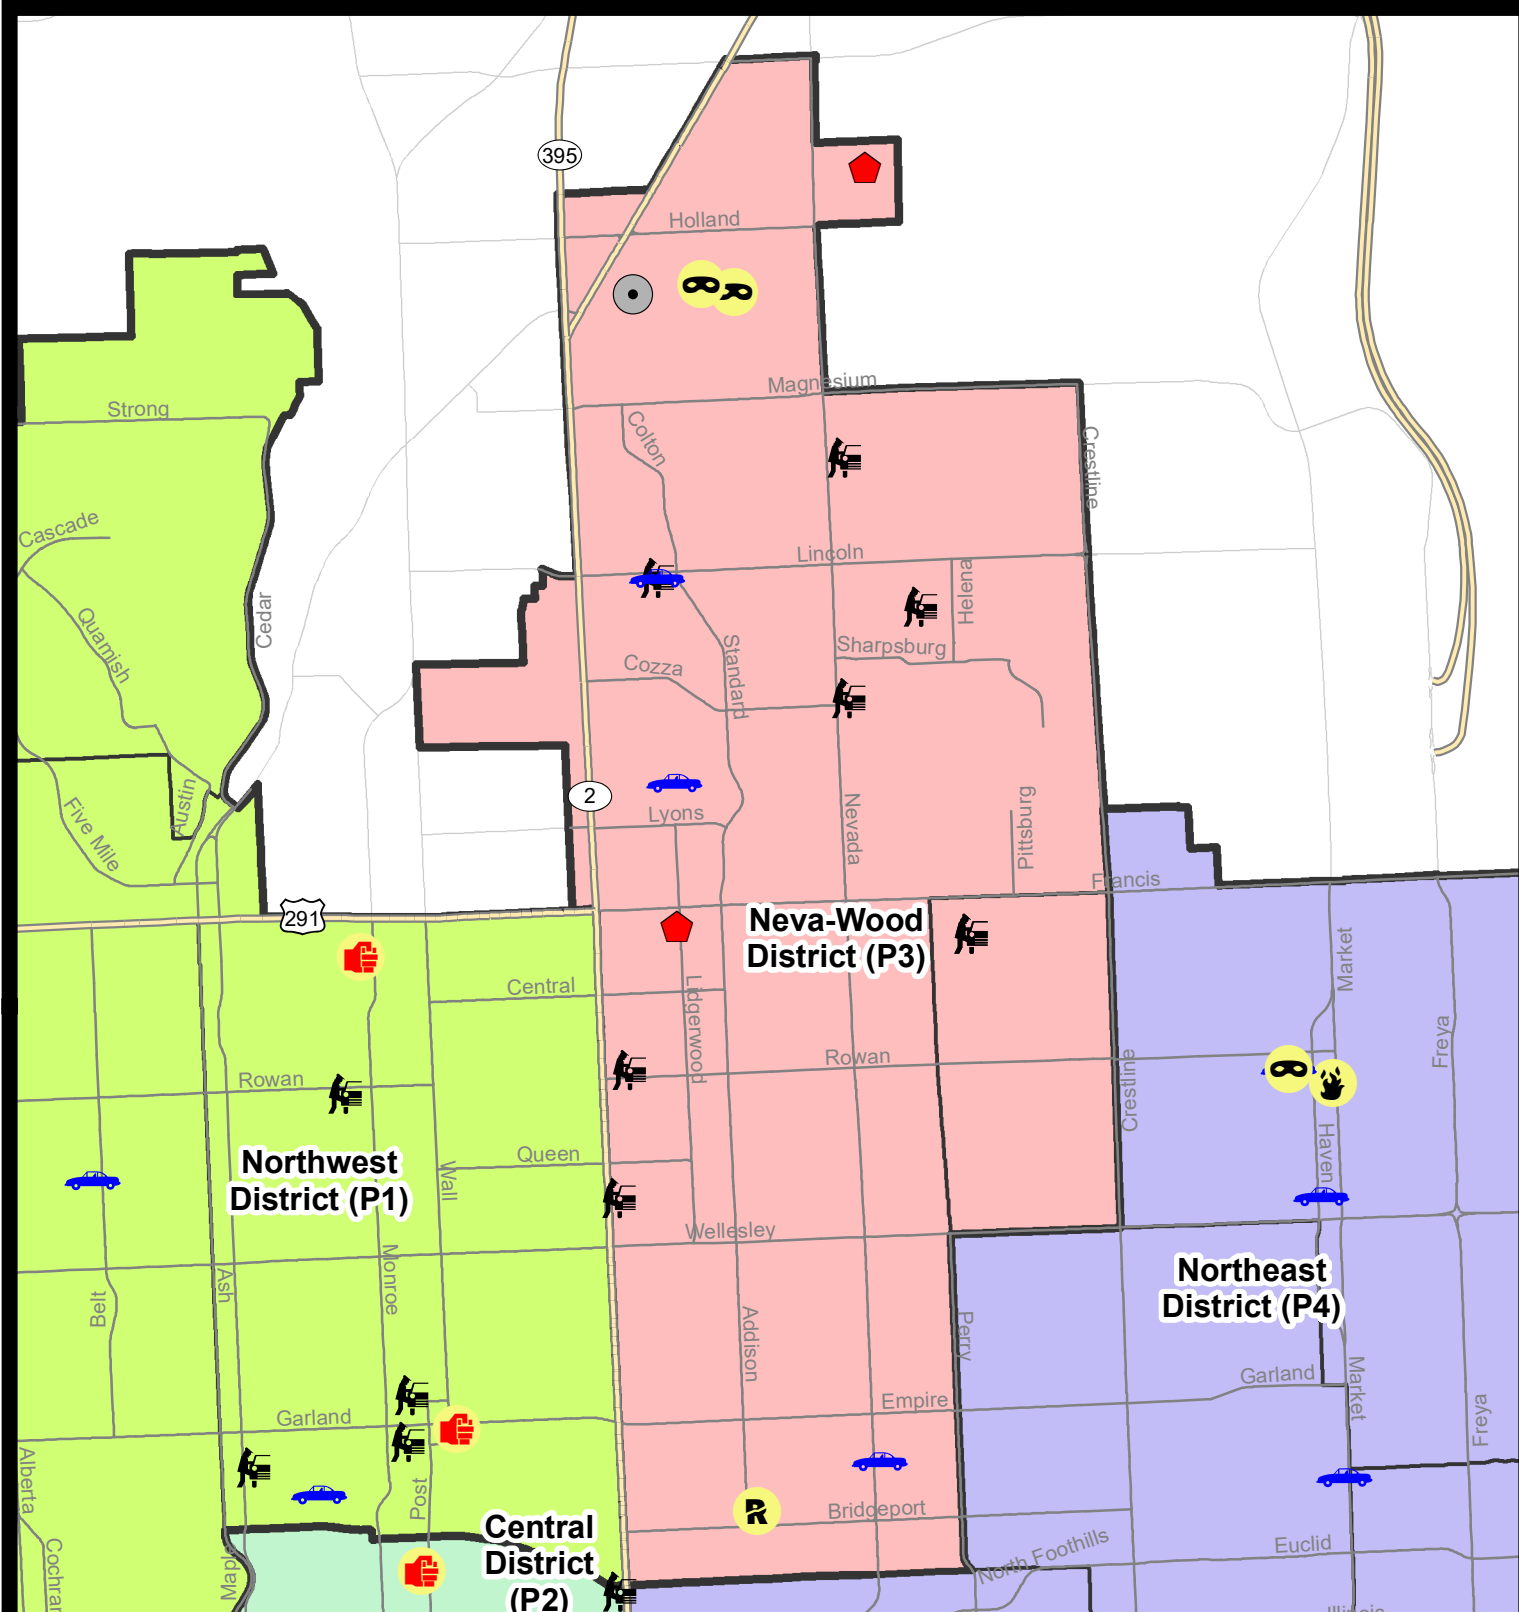 395
Holland
Magnesium
Strong
Colton
Crestline
Cascade
Lincoln
Helena
Cedar
Quamish
Sharpsburg
Cozza
Standard
2
Lyons
Nevada
Pittsburg
Austin
Five Mile
Francis
291
Neva-Wood
District (P3)
Market
Central
Lidgerwood
Freya
Rowan
Rowan
Crestline
Haven
Northwest
District (P1)
Queen
Wall
Wellesley
Northeast
District (P4)
Monroe
Ash
Belt
Addison
Perry
Garland
Market
Empire
Freya
Garland
Alberta
Post
Bridgeport
Central
District
(P2)
North Foothills
Euclid
Cochran
Maple